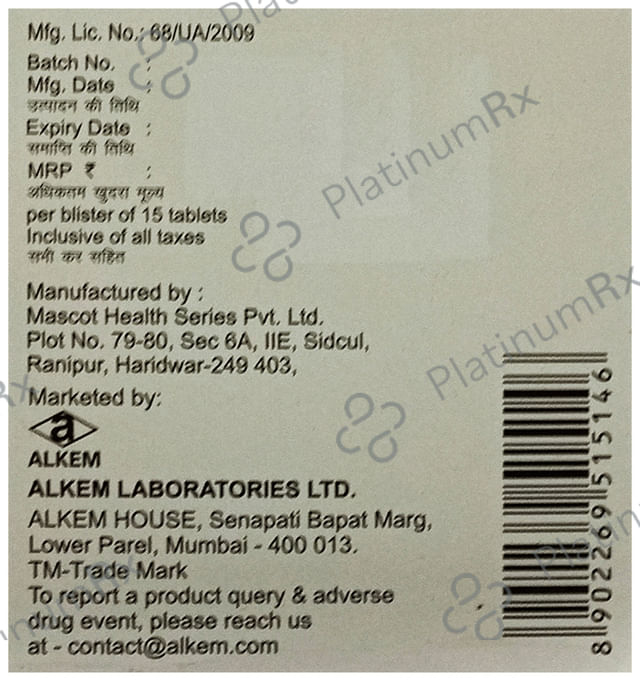 Mfg. Lic. No.: 68/UA/2009
Batch No. :
Mfg. Date :
उत्पादन की तिथि
Expiry Date :
समाप्ति की तिथि
MRP ₹ :
अधिकतम खुदरा मूल्य
per blister of 15 tablets
Inclusive of all taxes
सभी कर सहित
Manufactured by :
Mascot Health Series Pvt. Ltd.
Plot No. 79-80, Sec 6A, IIE, Sidcul,
Ranipur, Haridwar-249 403,
Marketed by:
a
ALKEM
ALKEM LABORATORIES LTD.
ALKEM HOUSE, Senapati Bapat Marg,
Lower Parel, Mumbai - 400 013.
TM-Trade Mark
To report a product query & adverse
drug event, please reach us
at - contact@alkem.com
8 902269 515146
PlatinumRx
PlatinumRx